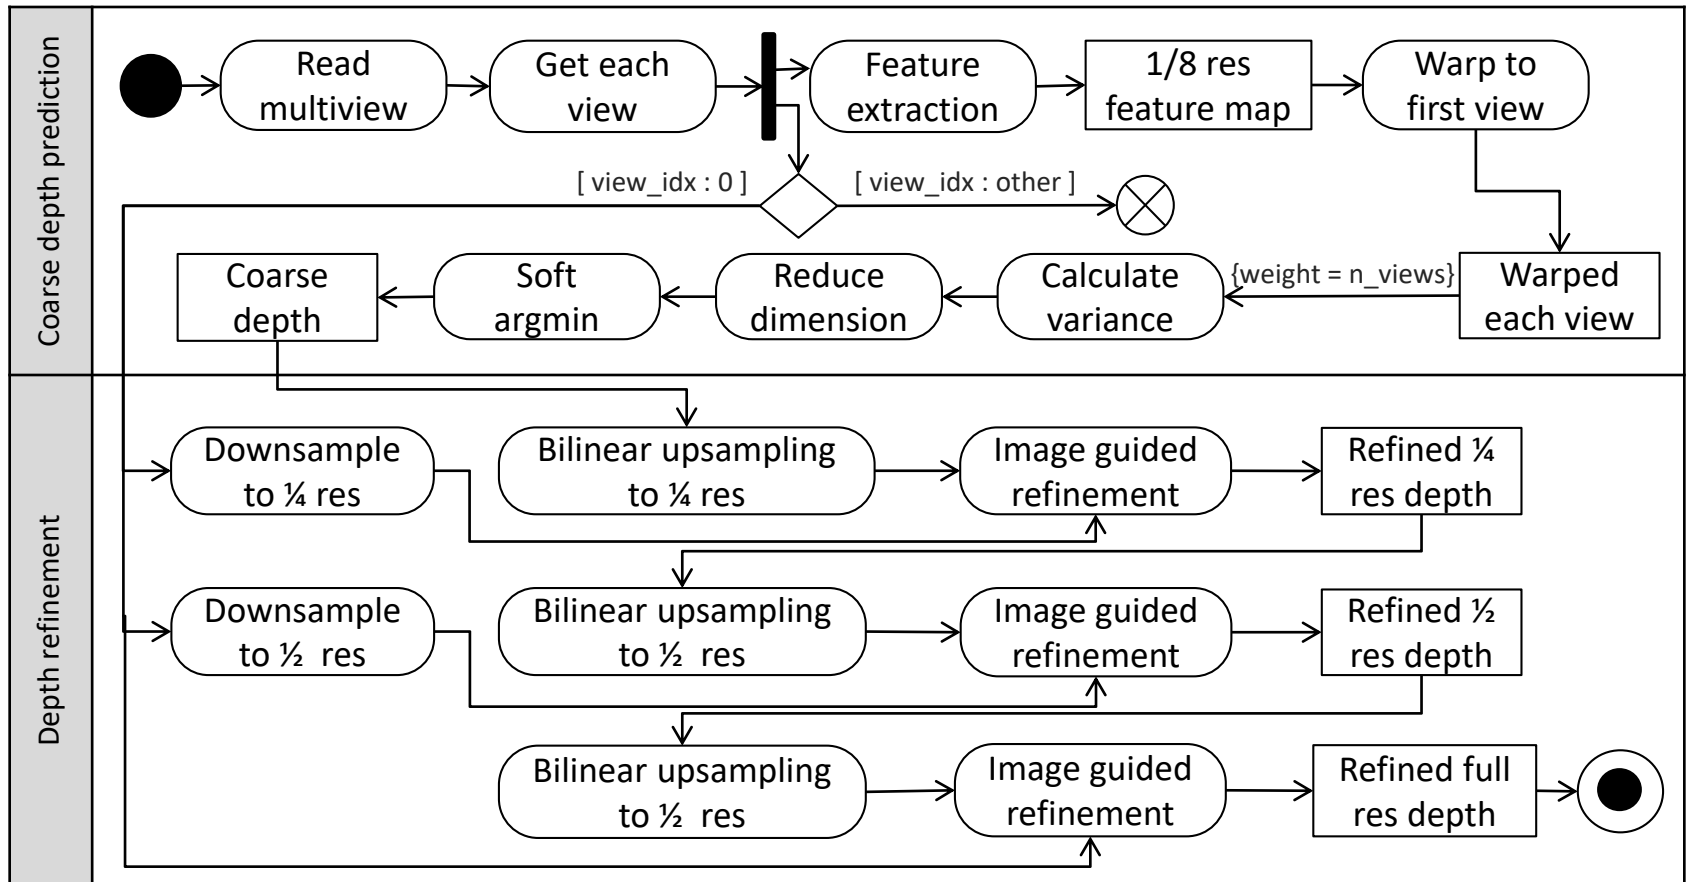 Coarse depth prediction
Read
multiview
Get each
view
Feature
extraction
1/8 res
feature map
Warp to
first view
[ view_idx : 0 ]
[ view_idx : other ]
Coarse
depth
Soft
argmin
Reduce
dimension
Calculate
variance
{weight = n_views}
Warped
each view
Depth refinement
Downsample
to ¼ res
Bilinear upsampling
to ¼ res
Image guided
refinement
Refined ¼
res depth
Downsample
to ½ res
Bilinear upsampling
to ½ res
Image guided
refinement
Refined ½
res depth
Bilinear upsampling
to ½ res
Image guided
refinement
Refined full
res depth